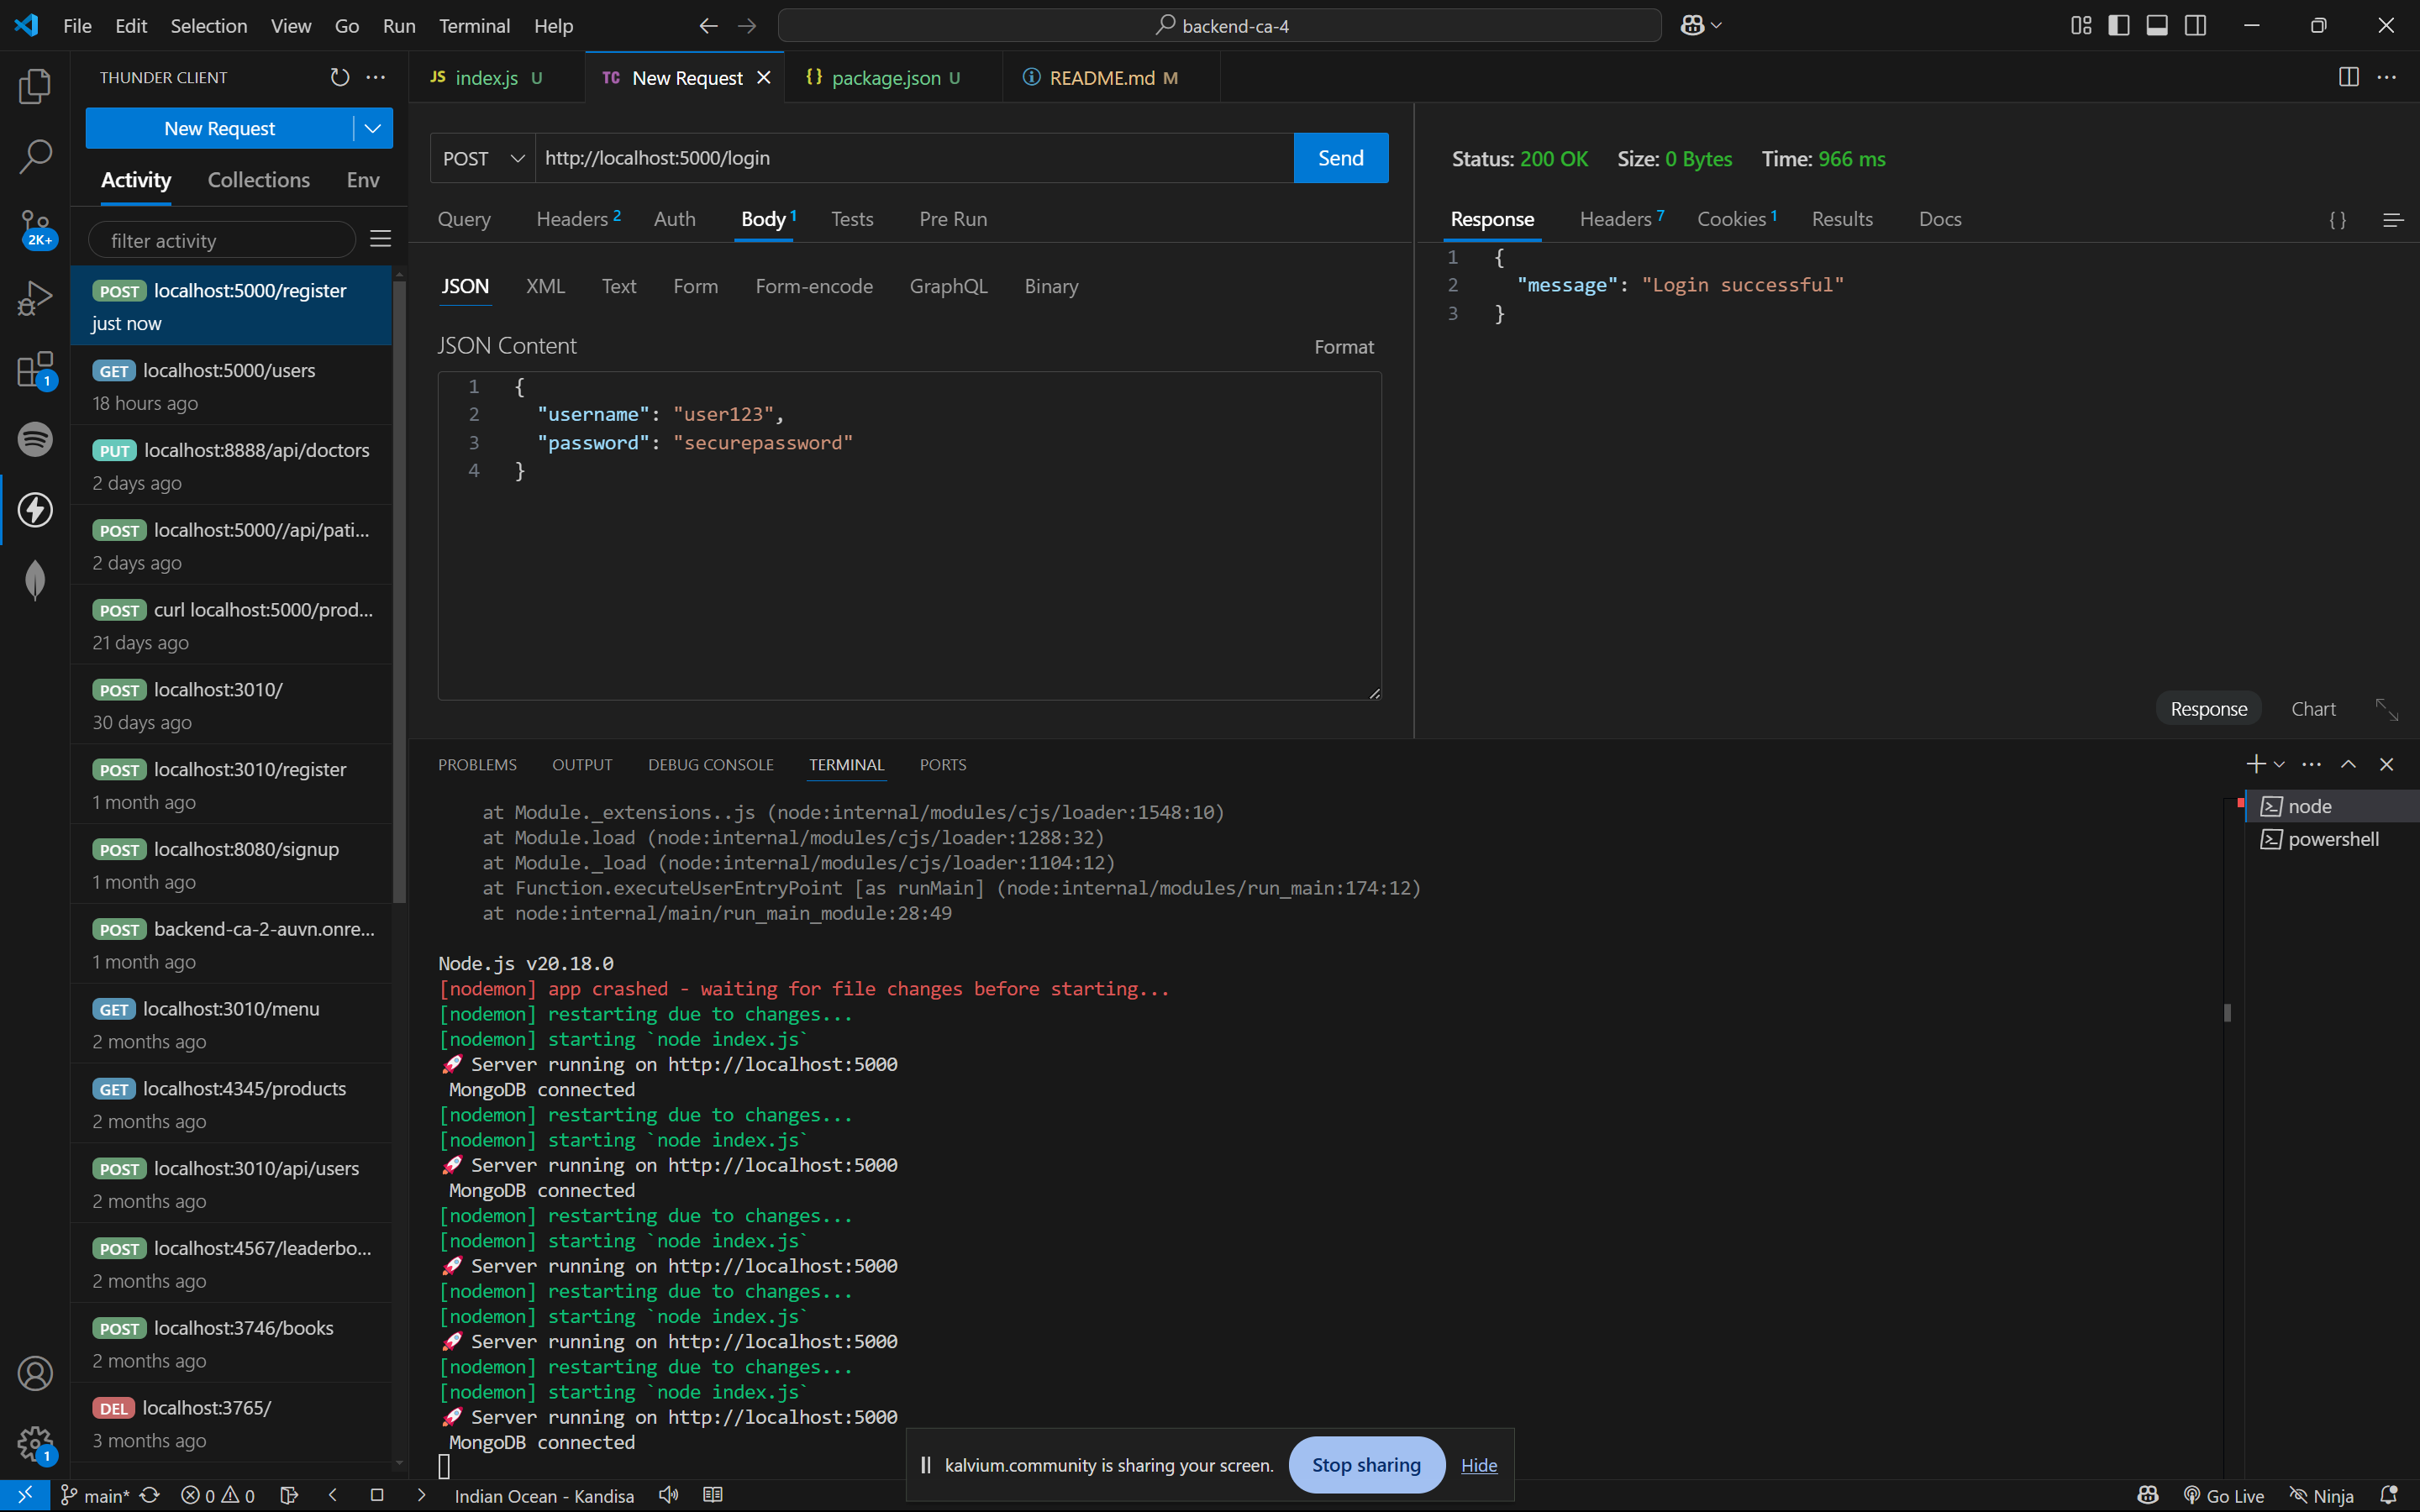 File Edit Selection View Go Run Terminal Help
backend-ca-4
THUNDER CLIENT
New Request
Activity Collections Env
filter activity
POST localhost:5000/register
just now
GET localhost:5000/users
18 hours ago
PUT localhost:8888/api/doctors
2 days ago
POST localhost:5000//api/pati...
2 days ago
POST curl localhost:5000/prod...
21 days ago
POST localhost:3010/
30 days ago
POST localhost:3010/register
1 month ago
POST localhost:8080/signup
1 month ago
POST backend-ca-2-auvn.onre...
1 month ago
GET localhost:3010/menu
2 months ago
GET localhost:4345/products
2 months ago
POST localhost:3010/api/users
2 months ago
POST localhost:4567/leaderbo...
2 months ago
POST localhost:3746/books
2 months ago
DEL localhost:3765/
3 months ago
2K+
1
1
JS index.js U
TC New Request
{} package.json U
README.md M
POST http://localhost:5000/login Send
Query Headers 2 Auth Body 1 Tests Pre Run
JSON XML Text Form Form-encode GraphQL Binary
JSON Content Format
1 {
2 "username": "user123",
3 "password": "securepassword"
4 }
Status: 200 OK Size: 0 Bytes Time: 966 ms
Response Headers 7 Cookies 1 Results Docs { }
1 {
2 "message": "Login successful"
3 }
Response Chart
PROBLEMS OUTPUT DEBUG CONSOLE TERMINAL PORTS
at Module._extensions..js (node:internal/modules/cjs/loader:1548:10)
at Module.load (node:internal/modules/cjs/loader:1288:32)
at Module._load (node:internal/modules/cjs/loader:1104:12)
at Function.executeUserEntryPoint [as runMain] (node:internal/modules/run_main:174:12)
at node:internal/main/run_main_module:28:49
Node.js v20.18.0
[nodemon] app crashed - waiting for file changes before starting...
[nodemon] restarting due to changes...
[nodemon] starting `node index.js`
🚀 Server running on http://localhost:5000
MongoDB connected
[nodemon] restarting due to changes...
[nodemon] starting `node index.js`
🚀 Server running on http://localhost:5000
MongoDB connected
[nodemon] restarting due to changes...
[nodemon] starting `node index.js`
🚀 Server running on http://localhost:5000
[nodemon] restarting due to changes...
[nodemon] starting `node index.js`
🚀 Server running on http://localhost:5000
[nodemon] restarting due to changes...
[nodemon] starting `node index.js`
🚀 Server running on http://localhost:5000
MongoDB connected
node
powershell
kalvium.community is sharing your screen. Stop sharing Hide
main* 0 0 Indian Ocean - Kandisa Go Live Ninja